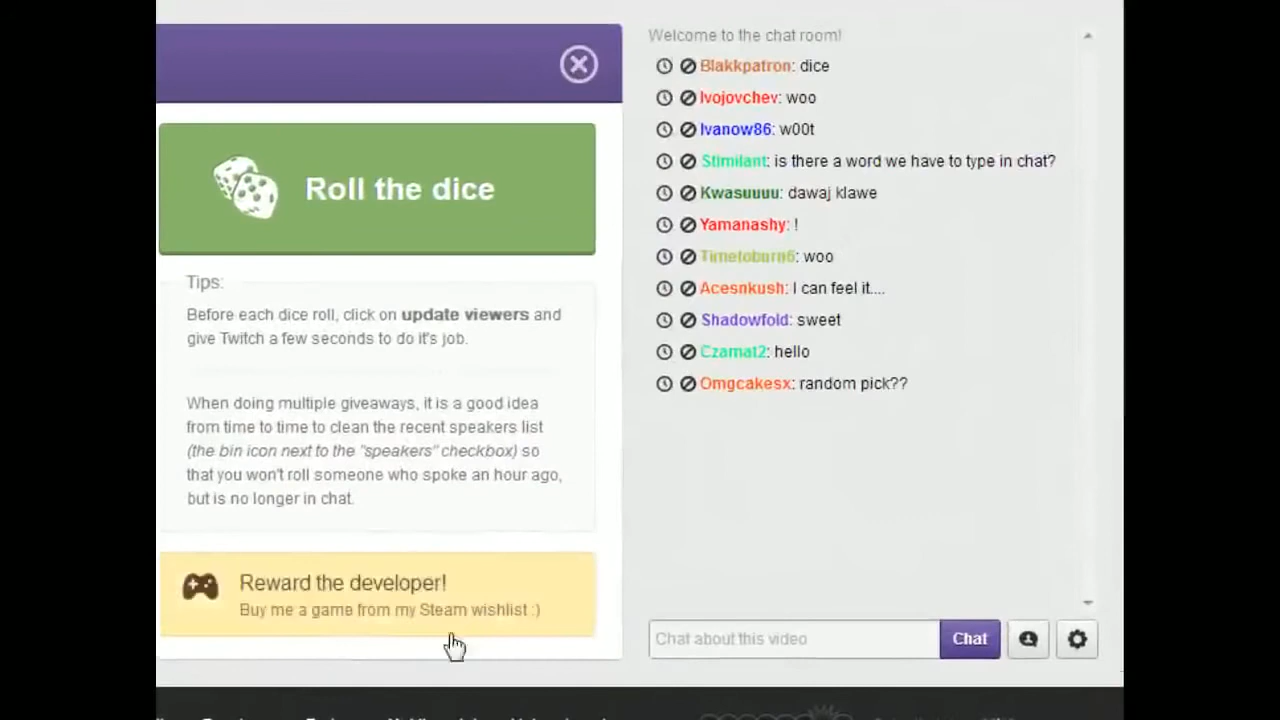 Roll the dice
Tips:
Before each dice roll, click on update viewers and
give Twitch a few seconds to do it's job.
When doing multiple giveaways, it is a good idea
from time to time to clean the recent speakers list
(the bin icon next to the "speakers" checkbox) so
that you won't roll someone who spoke an hour ago,
but is no longer in chat.
Reward the developer!
Buy me a game from my Steam wishlist :)
Welcome to the chat room!
Blakkpatron: dice
Ivojovchev: woo
Ivanow86: w00t
Stimilant: is there a word we have to type in chat?
Kwasuuuu: dawaj klawe
Yamanashy: !
Timetoburn6: woo
Acesnkush: I can feel it....
Shadowfold: sweet
Czamat2: hello
Omgcakesx: random pick??
Chat about this video
Chat